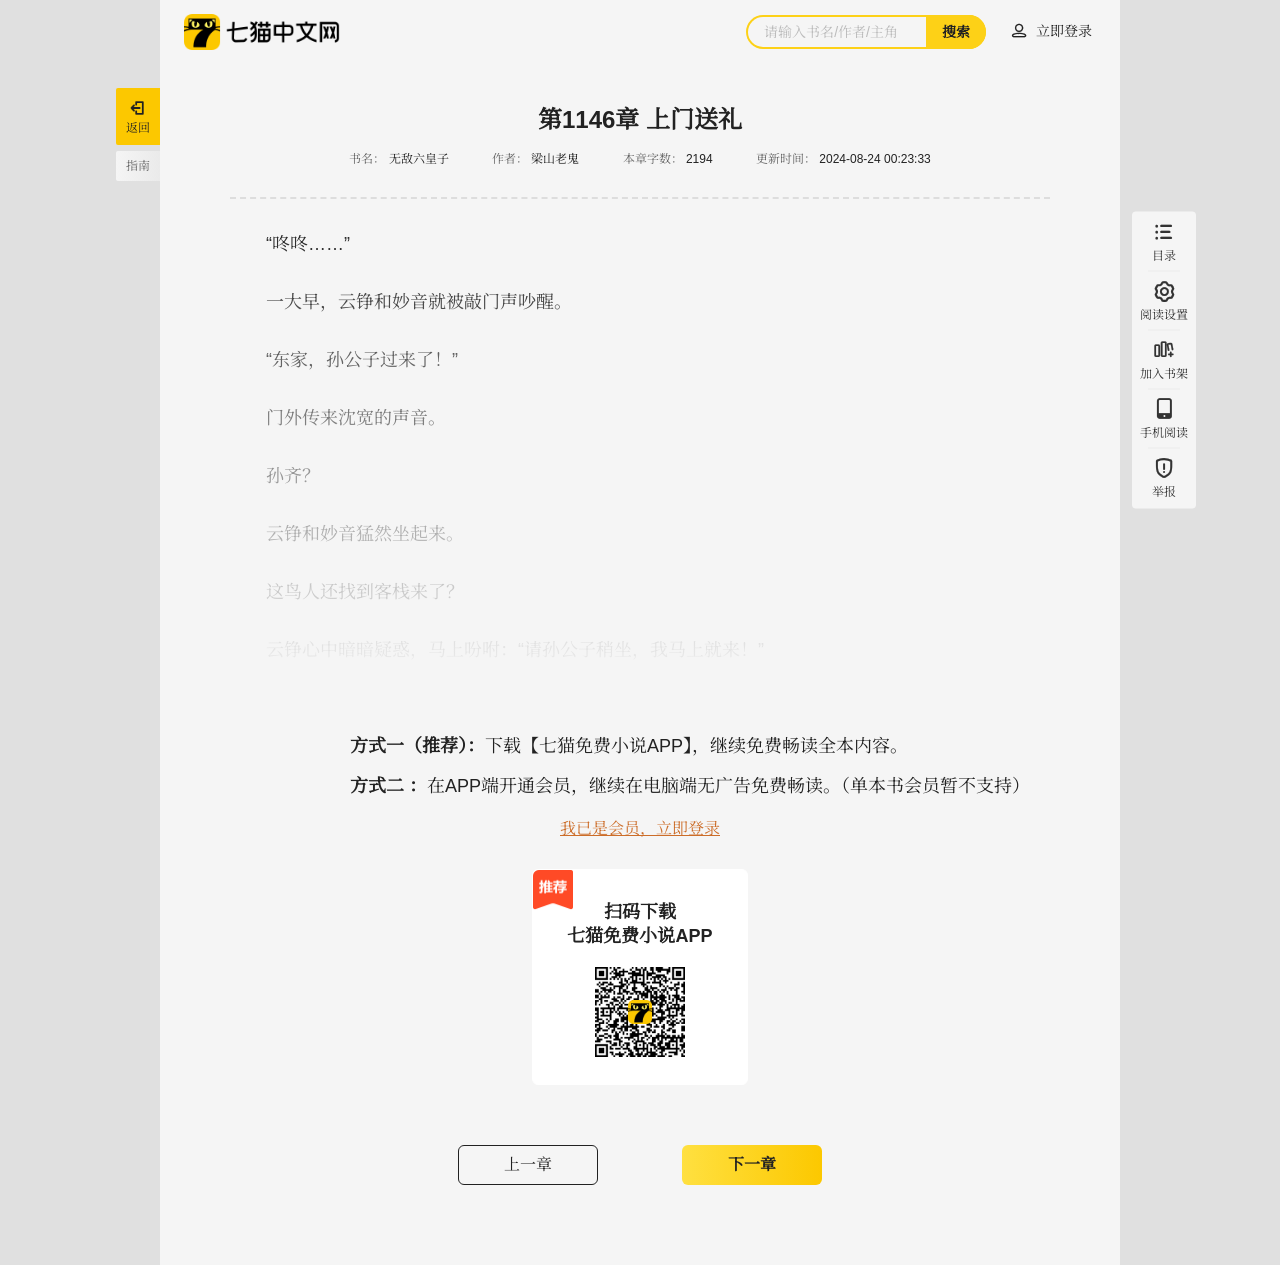 七猫中文网
请输入书名/作者/主角
搜索
立即登录
返回
指南
第1146章 上门送礼
书名： 无敌六皇子 作者： 梁山老鬼 本章字数： 2194 更新时间： 2024-08-24 00:23:33
“咚咚……”
一大早，云铮和妙音就被敲门声吵醒。
“东家，孙公子过来了！”
门外传来沈宽的声音。
孙齐？
云铮和妙音猛然坐起来。
这鸟人还找到客栈来了？
云铮心中暗暗疑惑，马上吩咐：“请孙公子稍坐，我马上就来！”
目录
阅读设置
加入书架
手机阅读
举报
方式一（推荐）：下载【七猫免费小说APP】，继续免费畅读全本内容。
方式二 ：在APP端开通会员，继续在电脑端无广告免费畅读。（单本书会员暂不支持）
我已是会员，立即登录
推荐
扫码下载
七猫免费小说APP
上一章
下一章